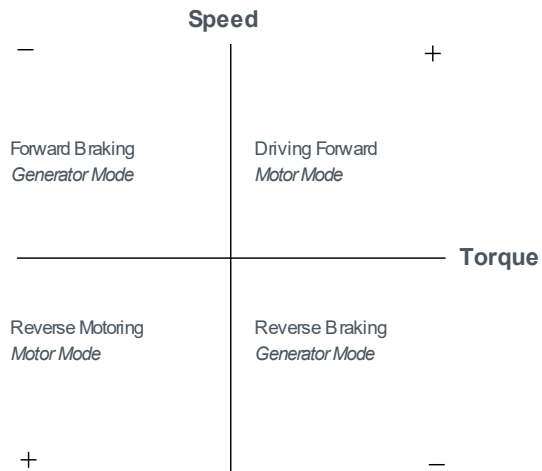 Speed
− +
Forward Braking
Generator Mode
Driving Forward
Motor Mode
Torque
Reverse Motoring
Motor Mode
Reverse Braking
Generator Mode
+ −